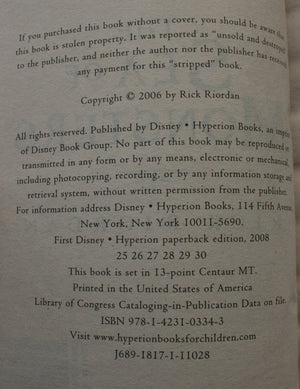 If you purchased this book without a cover, you should be aware that
this book is stolen property. It was reported as "unsold and destroyed"
to the publisher, and neither the author nor the publisher has received
any payment for this "stripped" book.
Copyright © 2006 by Rick Riordan
All rights reserved. Published by Disney • Hyperion Books, an imprint
of Disney Book Group. No part of this book may be reproduced or
transmitted in any form or by any means, electronic or mechanical,
including photocopying, recording, or by any information storage and
retrieval system, without written permission from the publisher.
For information address Disney • Hyperion Books, 114 Fifth Avenue,
New York, New York 10011-5690.
First Disney • Hyperion paperback edition, 2008
25 26 27 28 29 30
This book is set in 13-point Centaur MT.
Printed in the United States of America
Library of Congress Cataloging-in-Publication Data on file.
ISBN 978-1-4231-0334-3
Visit www.hyperionbooksforchildren.com
J689-1817-1-11028